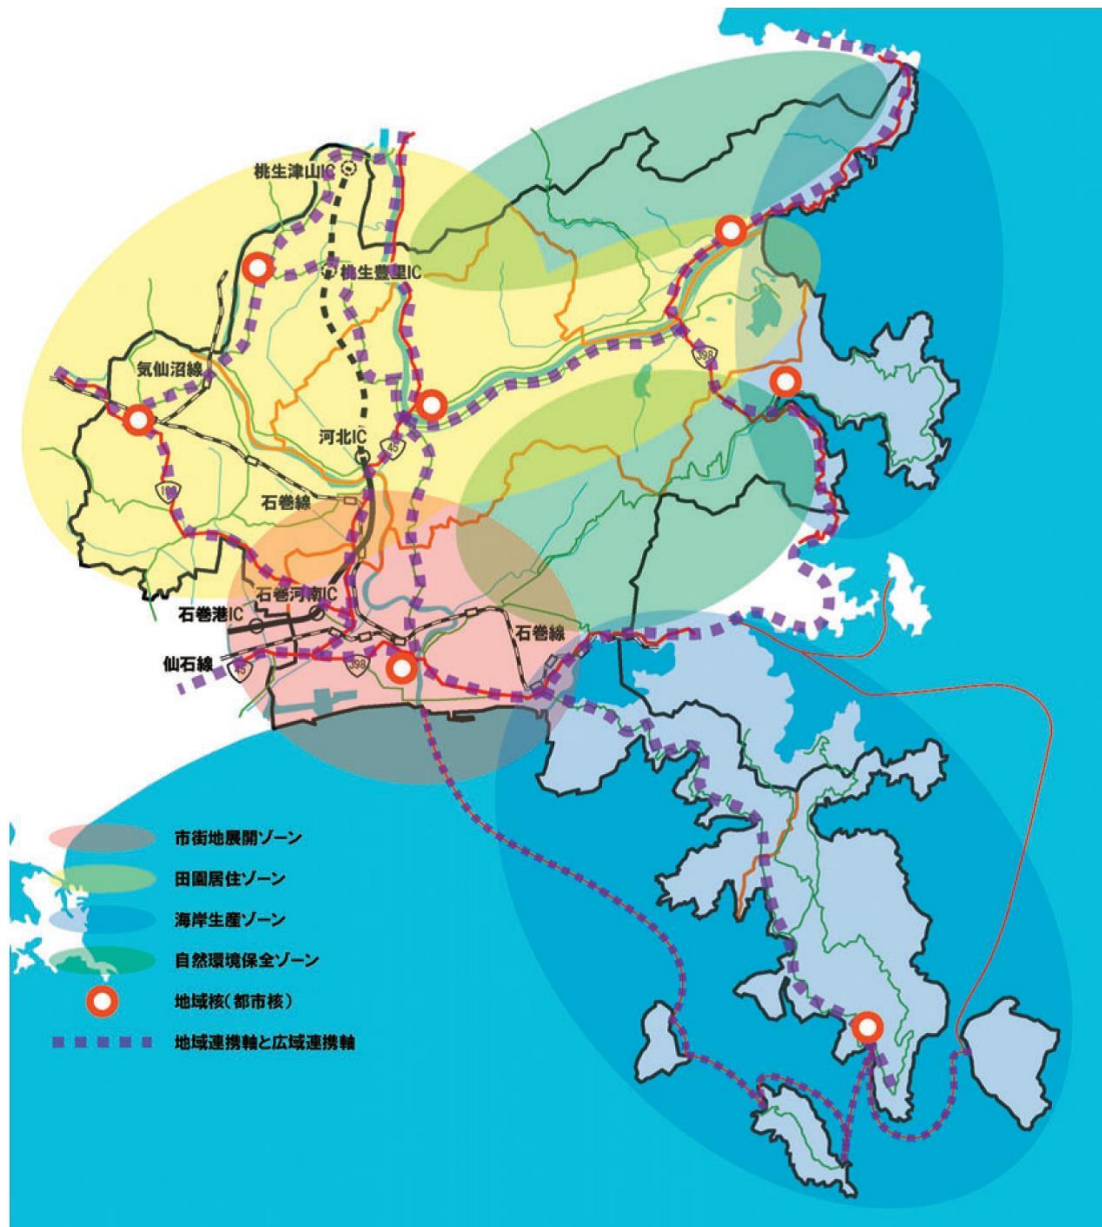 桃生津山IC
桃生豊里IC
気仙沼線
398
河北IC
45
108
石巻線
石巻河南IC
石巻港IC
石巻線
仙石線
45
398
市街地展開ゾーン
田園居住ゾーン
海岸生産ゾーン
自然環境保全ゾーン
地域核(都市核)
地域連携軸と広域連携軸